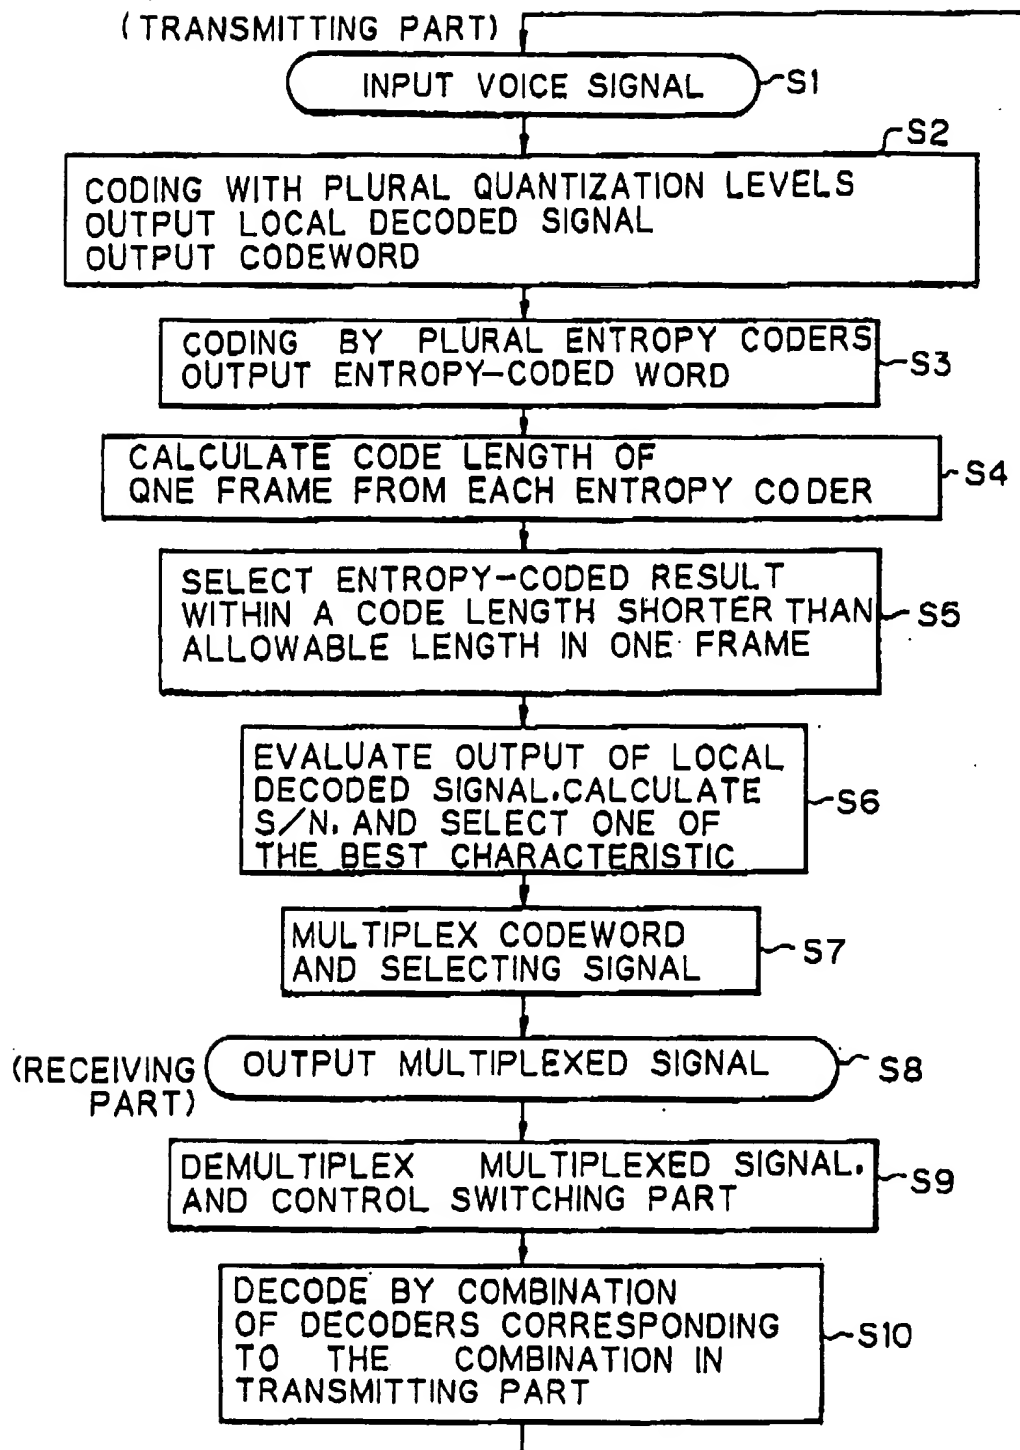 (TRANSMITTING PART)
INPUT VOICE SIGNAL
S1
S2
CODING WITH PLURAL QUANTIZATION LEVELS
OUTPUT LOCAL DECODED SIGNAL
OUTPUT CODEWORD
CODING BY PLURAL ENTROPY CODERS
OUTPUT ENTROPY-CODED WORD
S3
CALCULATE CODE LENGTH OF
ONE FRAME FROM EACH ENTROPY CODER
S4
SELECT ENTROPY-CODED RESULT
WITHIN A CODE LENGTH SHORTER THAN
ALLOWABLE LENGTH IN ONE FRAME
S5
EVALUATE OUTPUT OF LOCAL
DECODED SIGNAL. CALCULATE
S/N. AND SELECT ONE OF
THE BEST CHARACTERISTIC
S6
MULTIPLEX CODEWORD
AND SELECTING SIGNAL
S7
(RECEIVING
PART)
OUTPUT MULTIPLEXED SIGNAL
S8
DEMULTIPLEX MULTIPLEXED SIGNAL.
AND CONTROL SWITCHING PART
S9
DECODE BY COMBINATION
OF DECODERS CORRESPONDING
TO THE COMBINATION IN
TRANSMITTING PART
S10